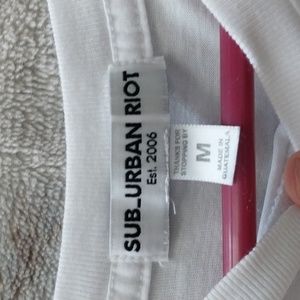 SUB_URBAN RIOT
Est. 2006
THANKS FOR
STOPPING BY
M
MADE IN
GUATEMALA